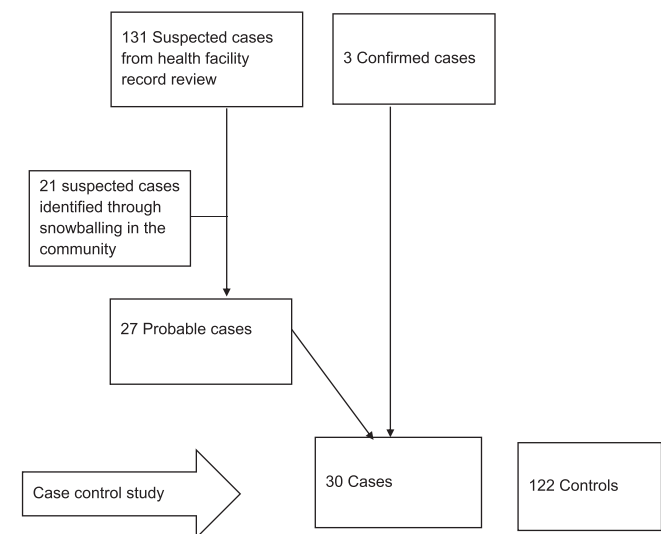 131 Suspected cases
from health facility
record review
3 Confirmed cases
21 suspected cases
identified through
snowballing in the
community
27 Probable cases
Case control study
30 Cases
122 Controls